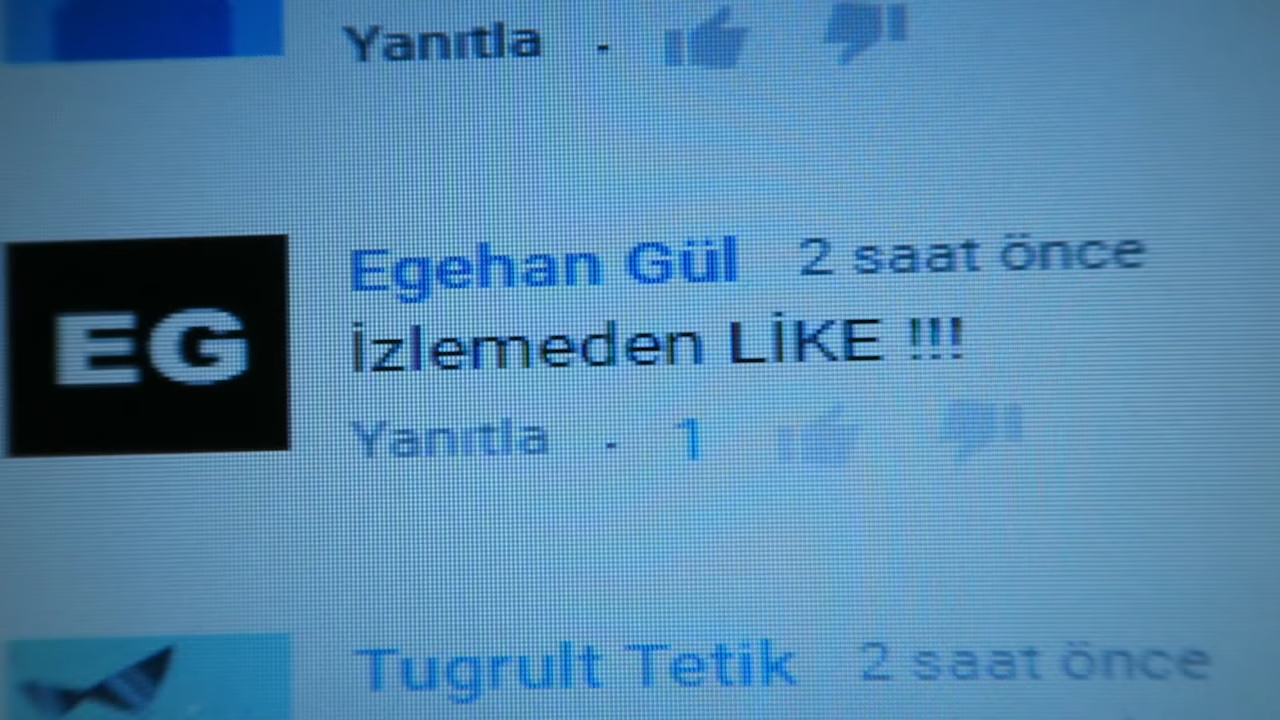 Yanıtla ·
EG
Egehan Gül 2 saat önce
İzlemeden LİKE !!!
Yanıtla · 1
Tugrult Tetik 2 saat önce